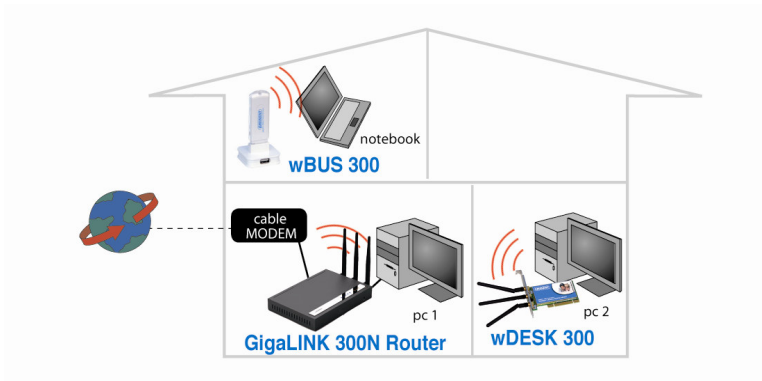 notebook
wBUS 300
cable
MODEM
pc 1
GigaLINK 300N Router
pc 2
wDESK 300